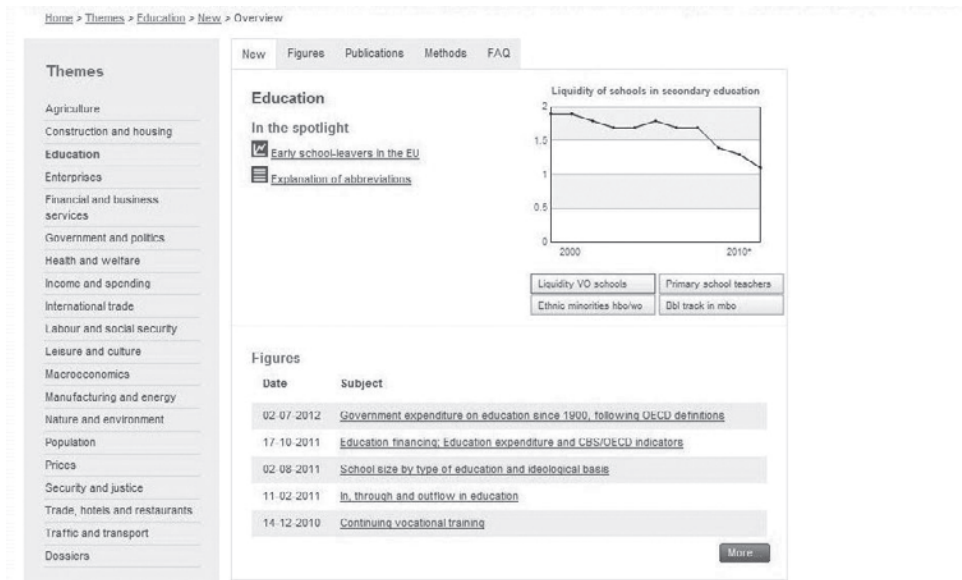 Home > Themes > Education > New > Overview
Themes
Agriculture
Construction and housing
Education
Enterprises
Financial and business
services
Government and politics
Health and welfare
Income and spending
International trade
Labour and social security
Leisure and culture
Macroeconomics
Manufacturing and energy
Nature and environment
Population
Prices
Security and justice
Trade, hotels and restaurants
Traffic and transport
Dossiers
New Figures Publications Methods FAQ
Education
In the spotlight
Early school-leavers in the EU
Explanation of abbreviations
Liquidity of schools in secondary education
2
1.5
1
0.5
0
2000 2010*
Liquidity VO schools Primary school teachers
Ethnic minorities hbo/wo Bbl track in mbo
Figures
Date Subject
02-07-2012 Government expenditure on education since 1900, following OECD definitions
17-10-2011 Education financing; Education expenditure and CBS/OECD indicators
02-08-2011 School size by type of education and ideological basis
11-02-2011 In, through and outflow in education
14-12-2010 Continuing vocational training
More...